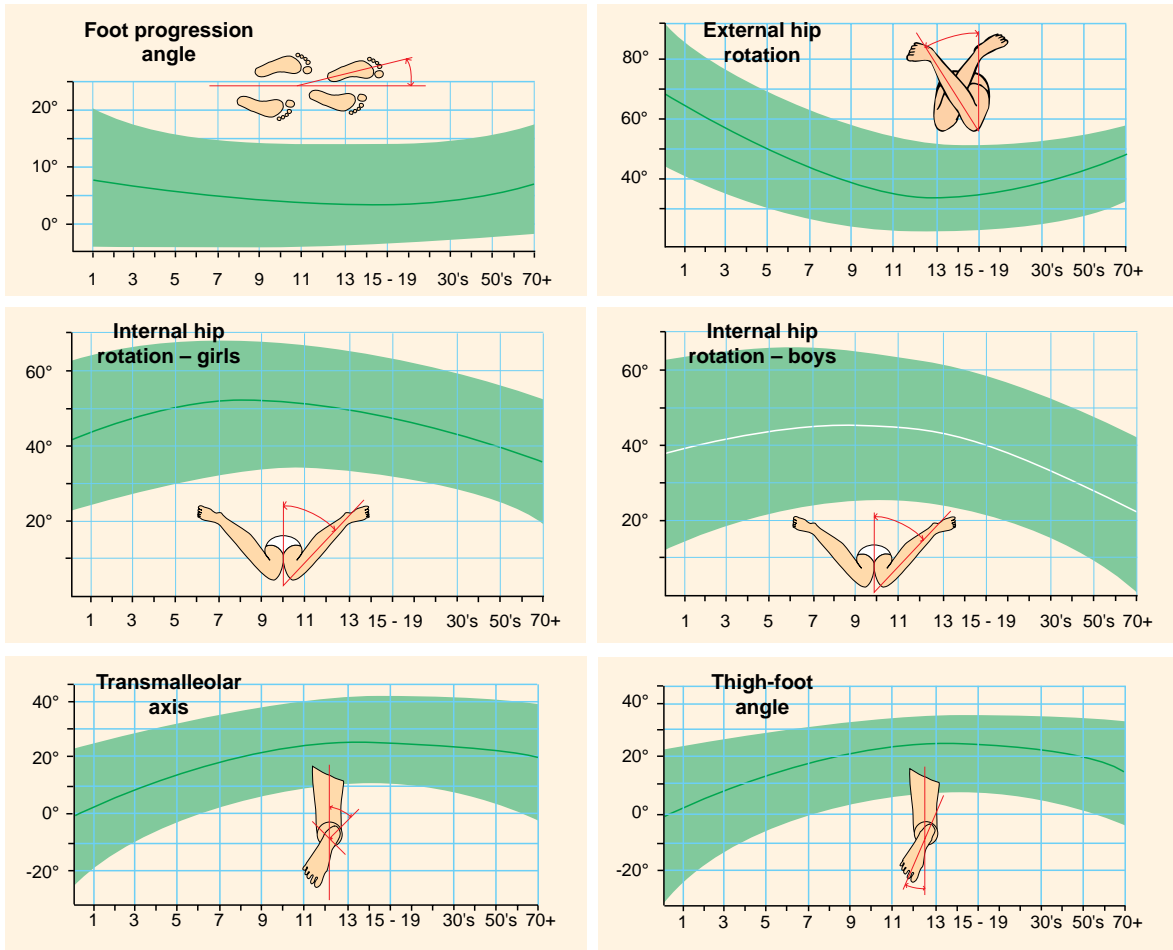 Foot progression
angle
20°
10°
0°
1 3 5 7 9 11 13 15 - 19 30's 50's 70+
External hip
rotation
80°
60°
40°
1 3 5 7 9 11 13 15 - 19 30's 50's 70+
Internal hip
rotation – girls
60°
40°
20°
1 3 5 7 9 11 13 15 - 19 30's 50's 70+
Internal hip
rotation – boys
60°
40°
20°
1 3 5 7 9 11 13 15 - 19 30's 50's 70+
Transmalleolar
axis
40°
20°
0°
-20°
1 3 5 7 9 11 13 15 - 19 30's 50's 70+
Thigh-foot
angle
40°
20°
0°
-20°
1 3 5 7 9 11 13 15 - 19 30's 50's 70+